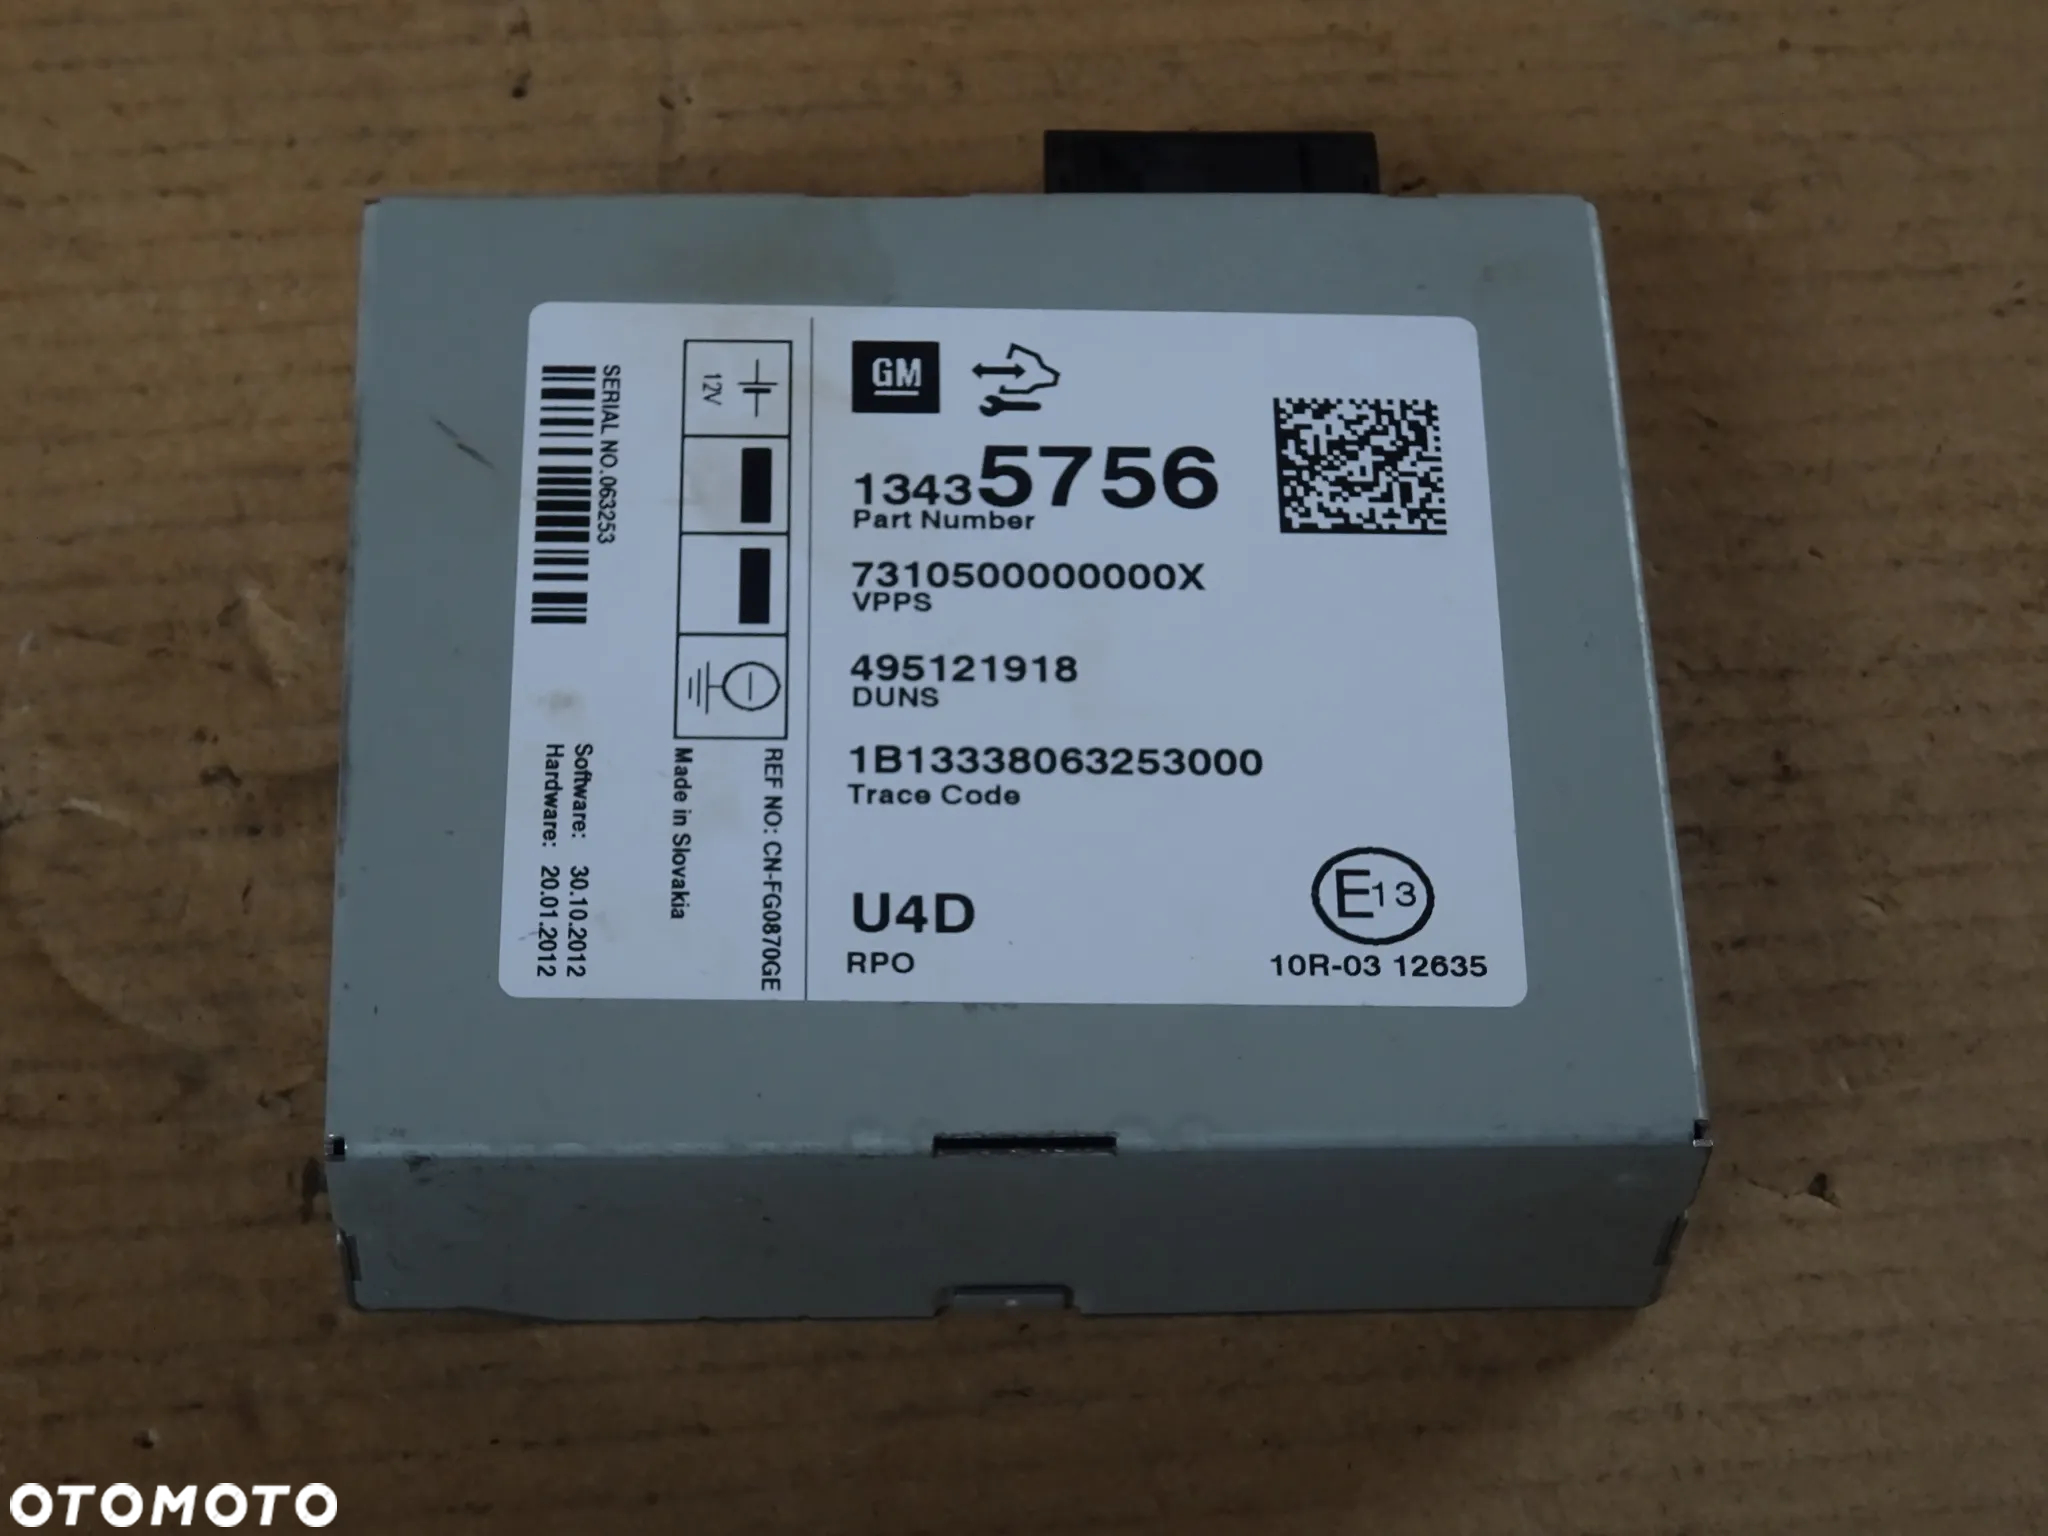 GM
13435756
Part Number
7310500000000X
VPPS
495121918
DUNS
1B13338063253000
Trace Code
U4D
RPO
E13
10R-03 12635
12V
SERIAL NO.063253
REF NO: CN-FG0870GE
Made in Slovakia
Software: 30.10.2012
Hardware: 20.01.2012
OTOMOTO